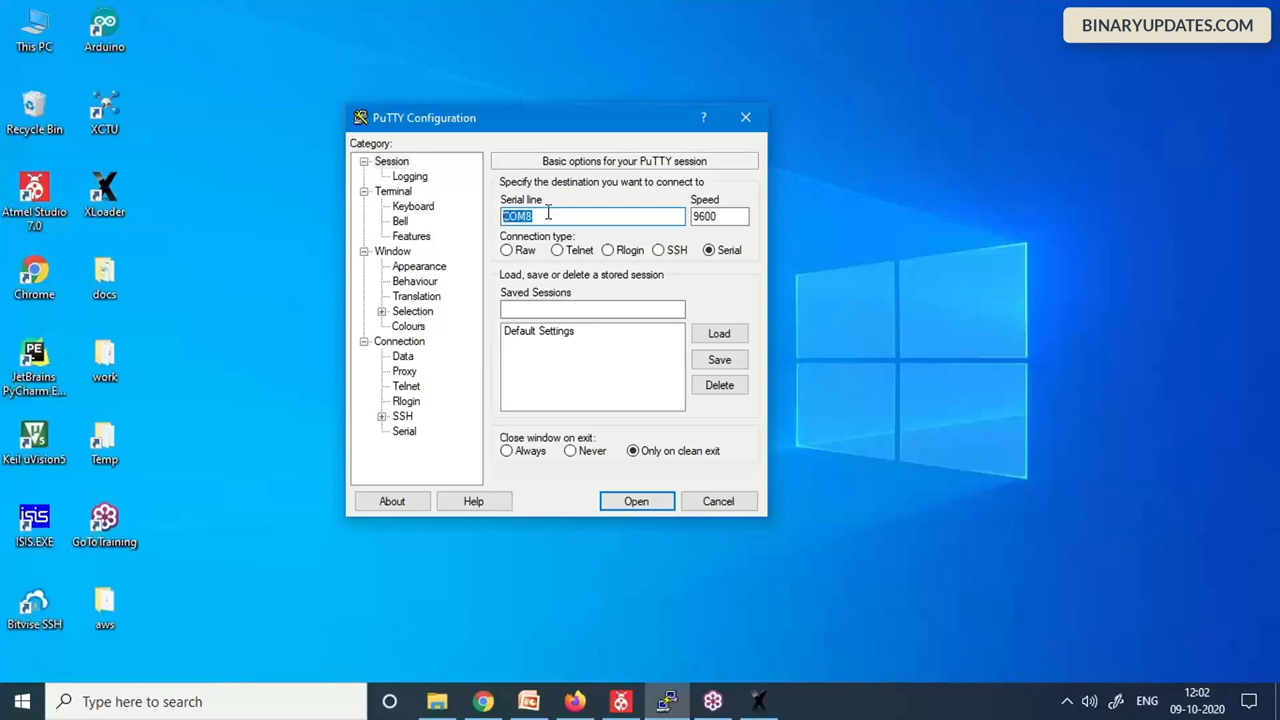 BINARYUPDATES.COM
This PC
Arduino
Recycle Bin
XCTU
Atmel Studio
7.0
XLoader
Chrome
docs
JetBrains
PyCharm E...
work
Keil uVision5
Temp
ISIS.EXE
GoToTraining
Bitvise SSH
aws
PuTTY Configuration
?
Category:
Session
Logging
Terminal
Keyboard
Bell
Features
Window
Appearance
Behaviour
Translation
Selection
Colours
Connection
Data
Proxy
Telnet
Rlogin
SSH
Serial
Basic options for your PuTTY session
Specify the destination you want to connect to
Serial line
Speed
COM8
9600
Connection type:
Raw
Telnet
Rlogin
SSH
Serial
Load, save or delete a stored session
Saved Sessions
Default Settings
Load
Save
Delete
Close window on exit:
Always
Never
Only on clean exit
About
Help
Open
Cancel
Type here to search
ENG
12:02
09-10-2020